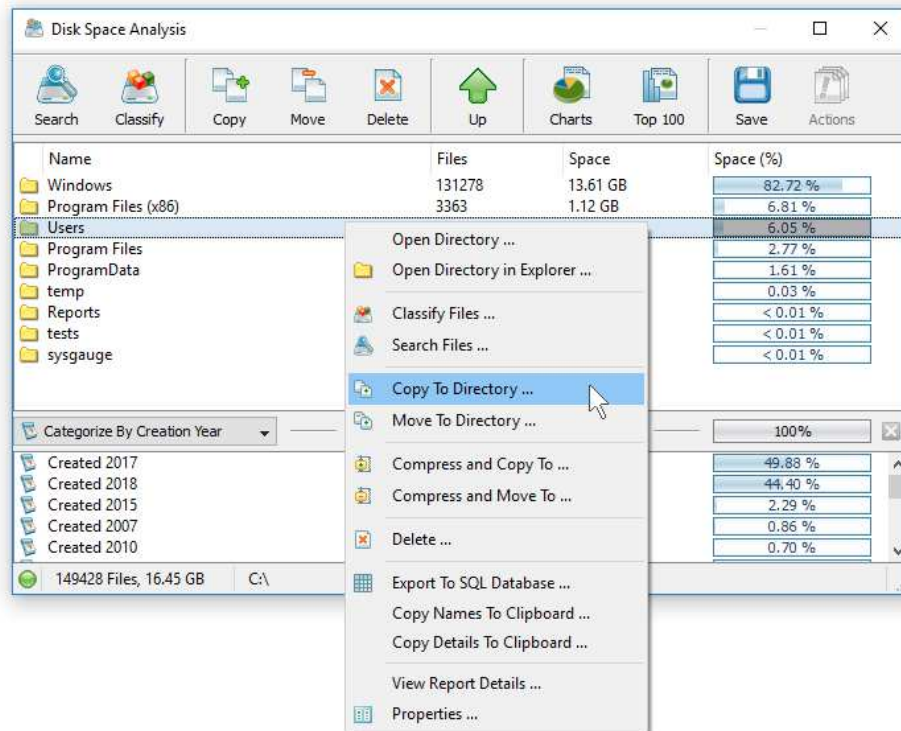 Disk Space Analysis
Search Classify Copy Move Delete Up Charts Top 100 Save Actions
Name Files Space Space (%)
Windows 131278 13.61 GB 82.72 %
Program Files (x86) 3363 1.12 GB 6.81 %
Users 6.05 %
Program Files 2.77 %
ProgramData 1.61 %
temp 0.03 %
Reports < 0.01 %
tests < 0.01 %
sysgauge < 0.01 %
Open Directory ...
Open Directory in Explorer ...
Classify Files ...
Search Files ...
Copy To Directory ...
Move To Directory ...
Compress and Copy To ...
Compress and Move To ...
Delete ...
Export To SQL Database ...
Copy Names To Clipboard ...
Copy Details To Clipboard ...
View Report Details ...
Properties ...
Categorize By Creation Year 100%
Created 2017 49.88 %
Created 2018 44.40 %
Created 2015 2.29 %
Created 2007 0.86 %
Created 2010 0.70 %
149428 Files, 16.45 GB C:\